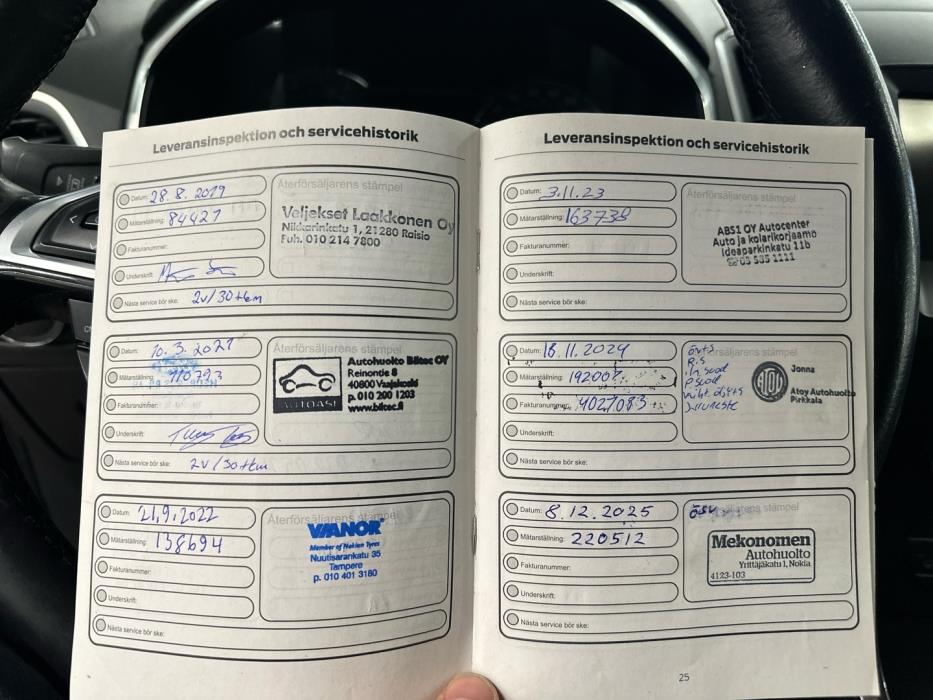 Leveransinspektion och servicehistorik
Datum: 28.8.2019
Mätarställning: 84427
Fakturanummer:
Underskrift:
Nästa service bör ske: 2v/30tkm
Återförsäljarens stämpel
Veljekset Laakkonen Oy
Nikkarinkatu 1, 21280 Raisio
Puh. 010 214 7800
Datum: 10.3.2021
Mätarställning: 110793
Fakturanummer:
Underskrift:
Nästa service bör ske: 2v/30tkm
Återförsäljarens stämpel
AUTOASI
Autohuolto Biltec OY
Reinontie 8
40800 Vaajakoski
p. 010 200 1203
www.biltec.fi
Datum: 21.9.2022
Mätarställning: 138694
Fakturanummer:
Underskrift:
Nästa service bör ske:
Återförsäljarens stämpel
VIANOR
Member of Nokian Tyres
Nuutisarankatu 35
Tampere
p. 010 401 3180
Leveransinspektion och servicehistorik
Datum: 3.11.23
Mätarställning: 163738
Fakturanummer:
Underskrift:
Nästa service bör ske:
Återförsäljarens stämpel
AB51 OY Autocenter
Auto ja kolarikorjaamo
Ideaparkinkatu 11b
Datum: 18.11.2024
Mätarställning: 192007
Fakturanummer: 4027083
Underskrift:
Nästa service bör ske:
R.S
Jonna
ATOY
Atoy Autohuolto
Pirkkala
Datum: 8.12.2025
Mätarställning: 220512
Fakturanummer:
Underskrift:
Nästa service bör ske:
Mekonomen
Autohuolto
Yrittäjäkatu 1, Nokia
4123-103
25